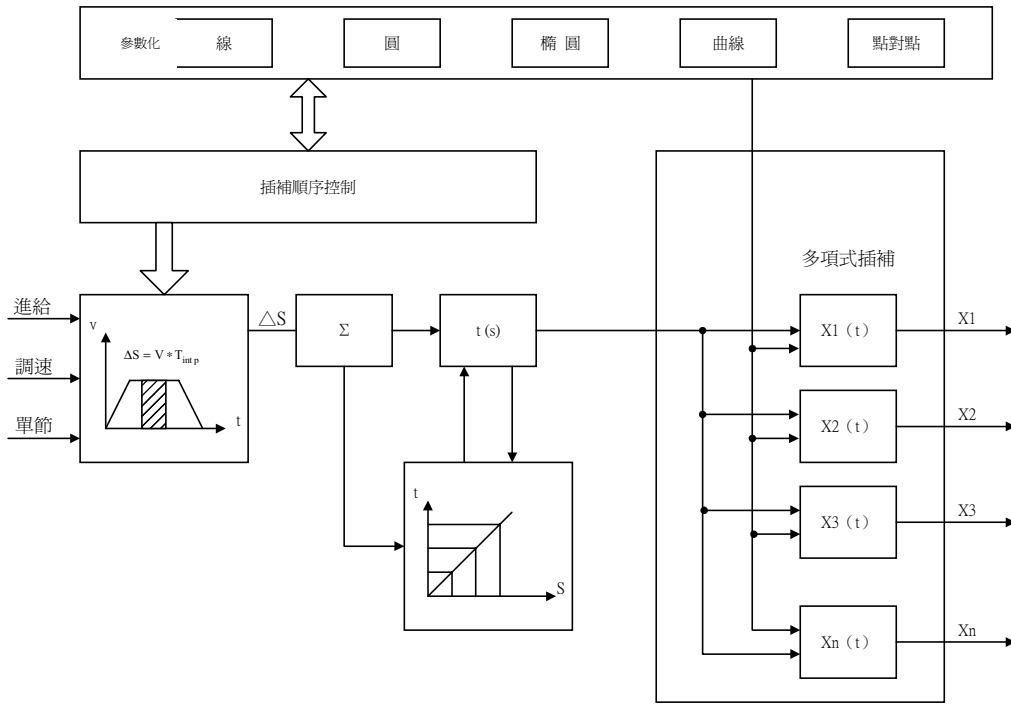 參數化
線
圓
橢 圓
曲線
點對點
插補順序控制
多項式插補
進給
調速
單節
v
ΔS = V * T_int p
t
△S
Σ
t (s)
t
S
X1（t）
X1
X2（t）
X2
X3（t）
X3
Xn（t）
Xn